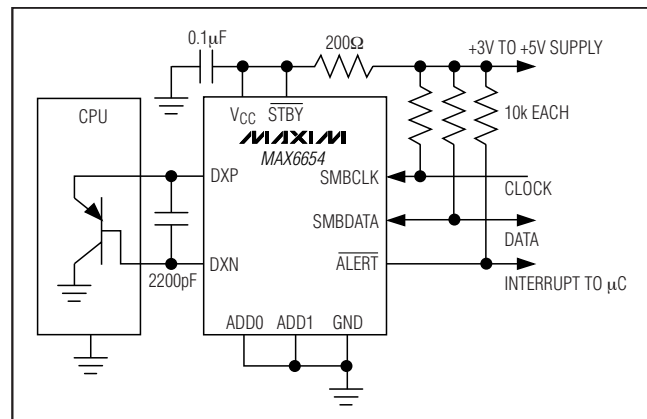 0.1µF
200Ω
+3V TO +5V SUPPLY
CPU
VCC
STBY
10k EACH
MAXIM
MAX6654
DXP
SMBCLK
CLOCK
SMBDATA
DATA
2200pF
DXN
ALERT
INTERRUPT TO µC
ADD0
ADD1
GND